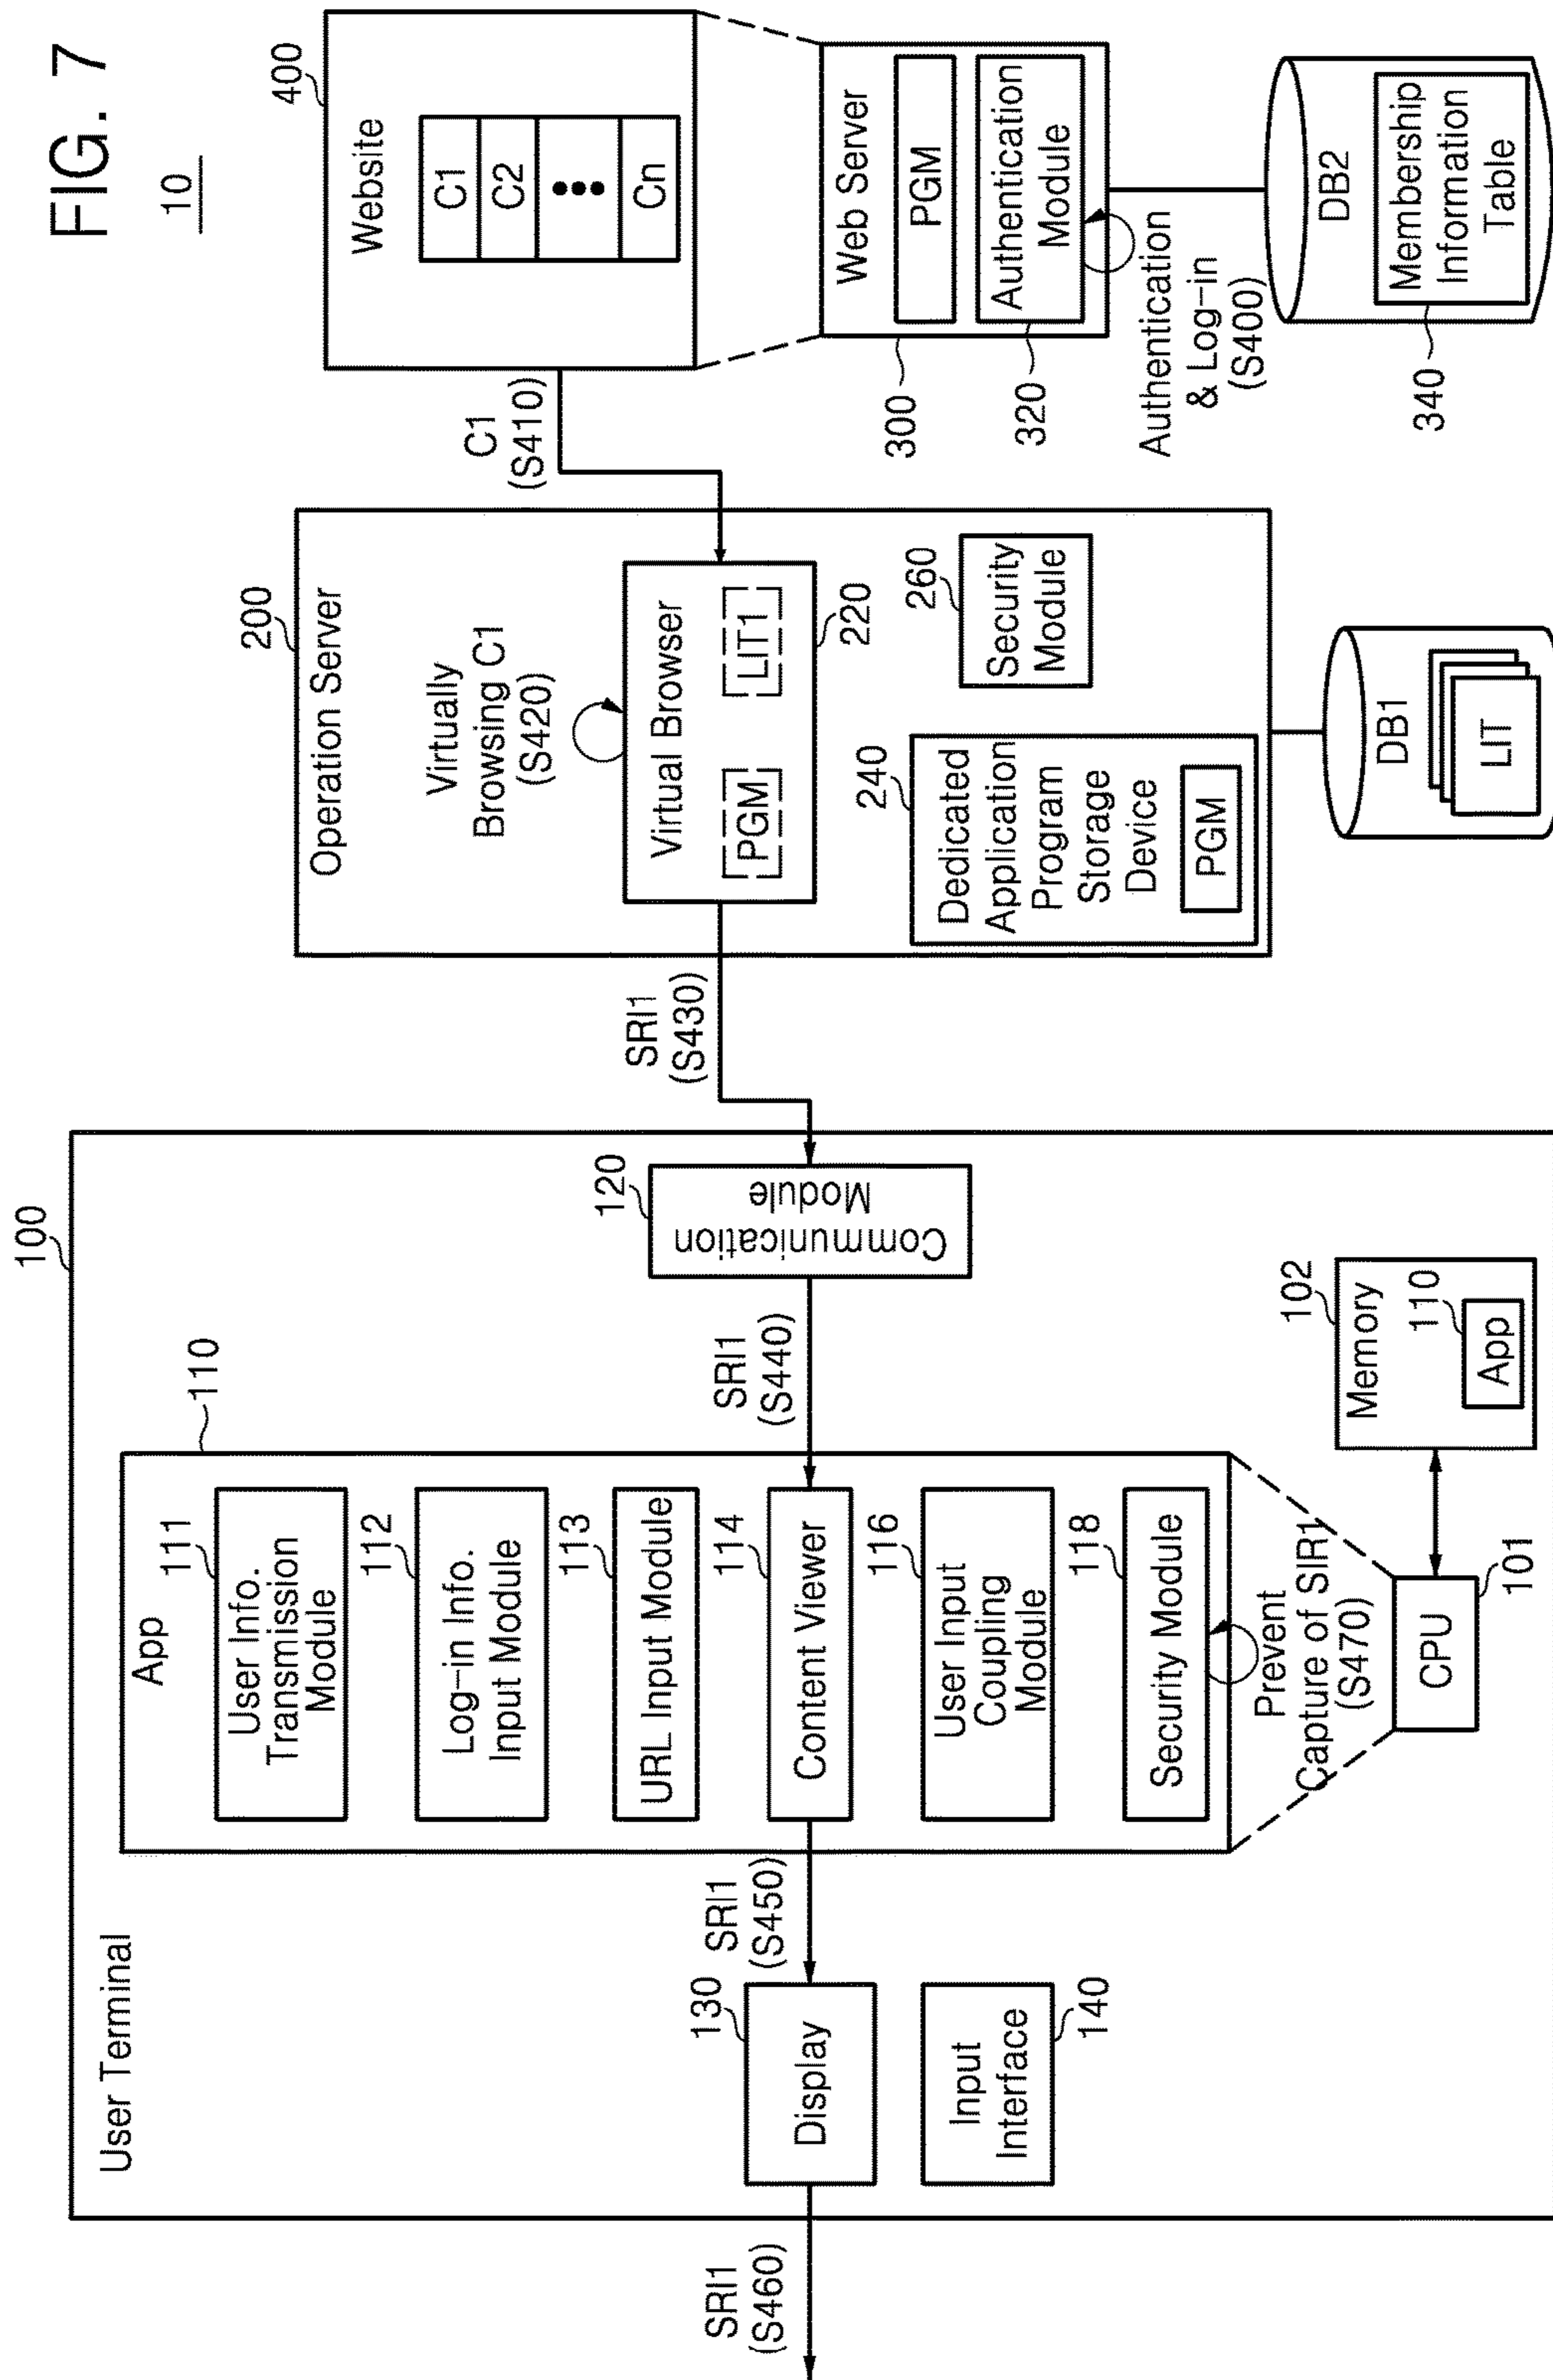 FIG. 7
10
100
User Terminal
110
App
111
User Info.
Transmission
Module
112
Log-in Info.
Input Module
113
URL Input Module
114
Content Viewer
116
User Input
Coupling
Module
118
Security Module
Prevent
Capture of SIR1
(S470)
CPU
101
102
Memory
110
App
120
Communication
Module
130
Display
Input
Interface
140
SRI1
(S460)
SRI1
(S450)
SRI1
(S440)
SRI1
(S430)
200
Operation Server
Virtually
Browsing C1
(S420)
Virtual Browser
PGM
LIT1
220
240
Dedicated
Application
Program
Storage
Device
PGM
260
Security
Module
DB1
LIT
C1
(S410)
400
Website
C1
C2
Cn
Web Server
PGM
Authentication
Module
300
320
Authentication
& Log-in
(S400)
DB2
Membership
Information
Table
340